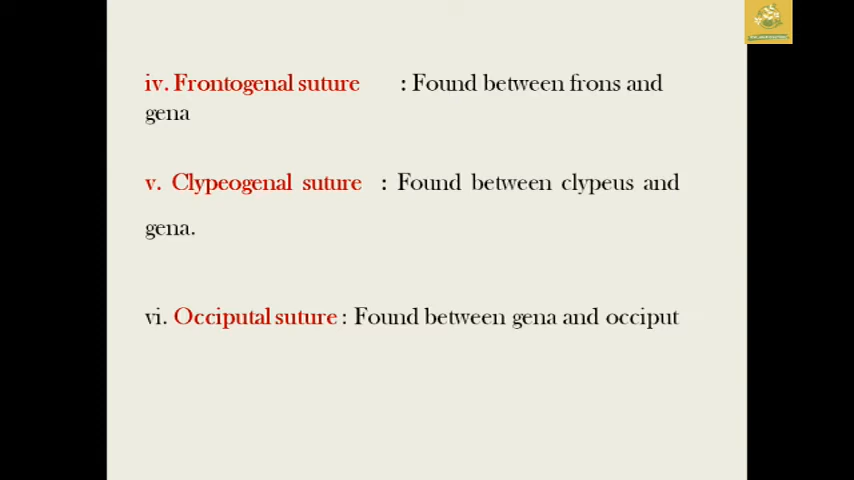 iv. Frontogenal suture : Found between frons and
gena
v. Clypeogenal suture : Found between clypeus and
gena.
vi. Occiputal suture : Found between gena and occiput